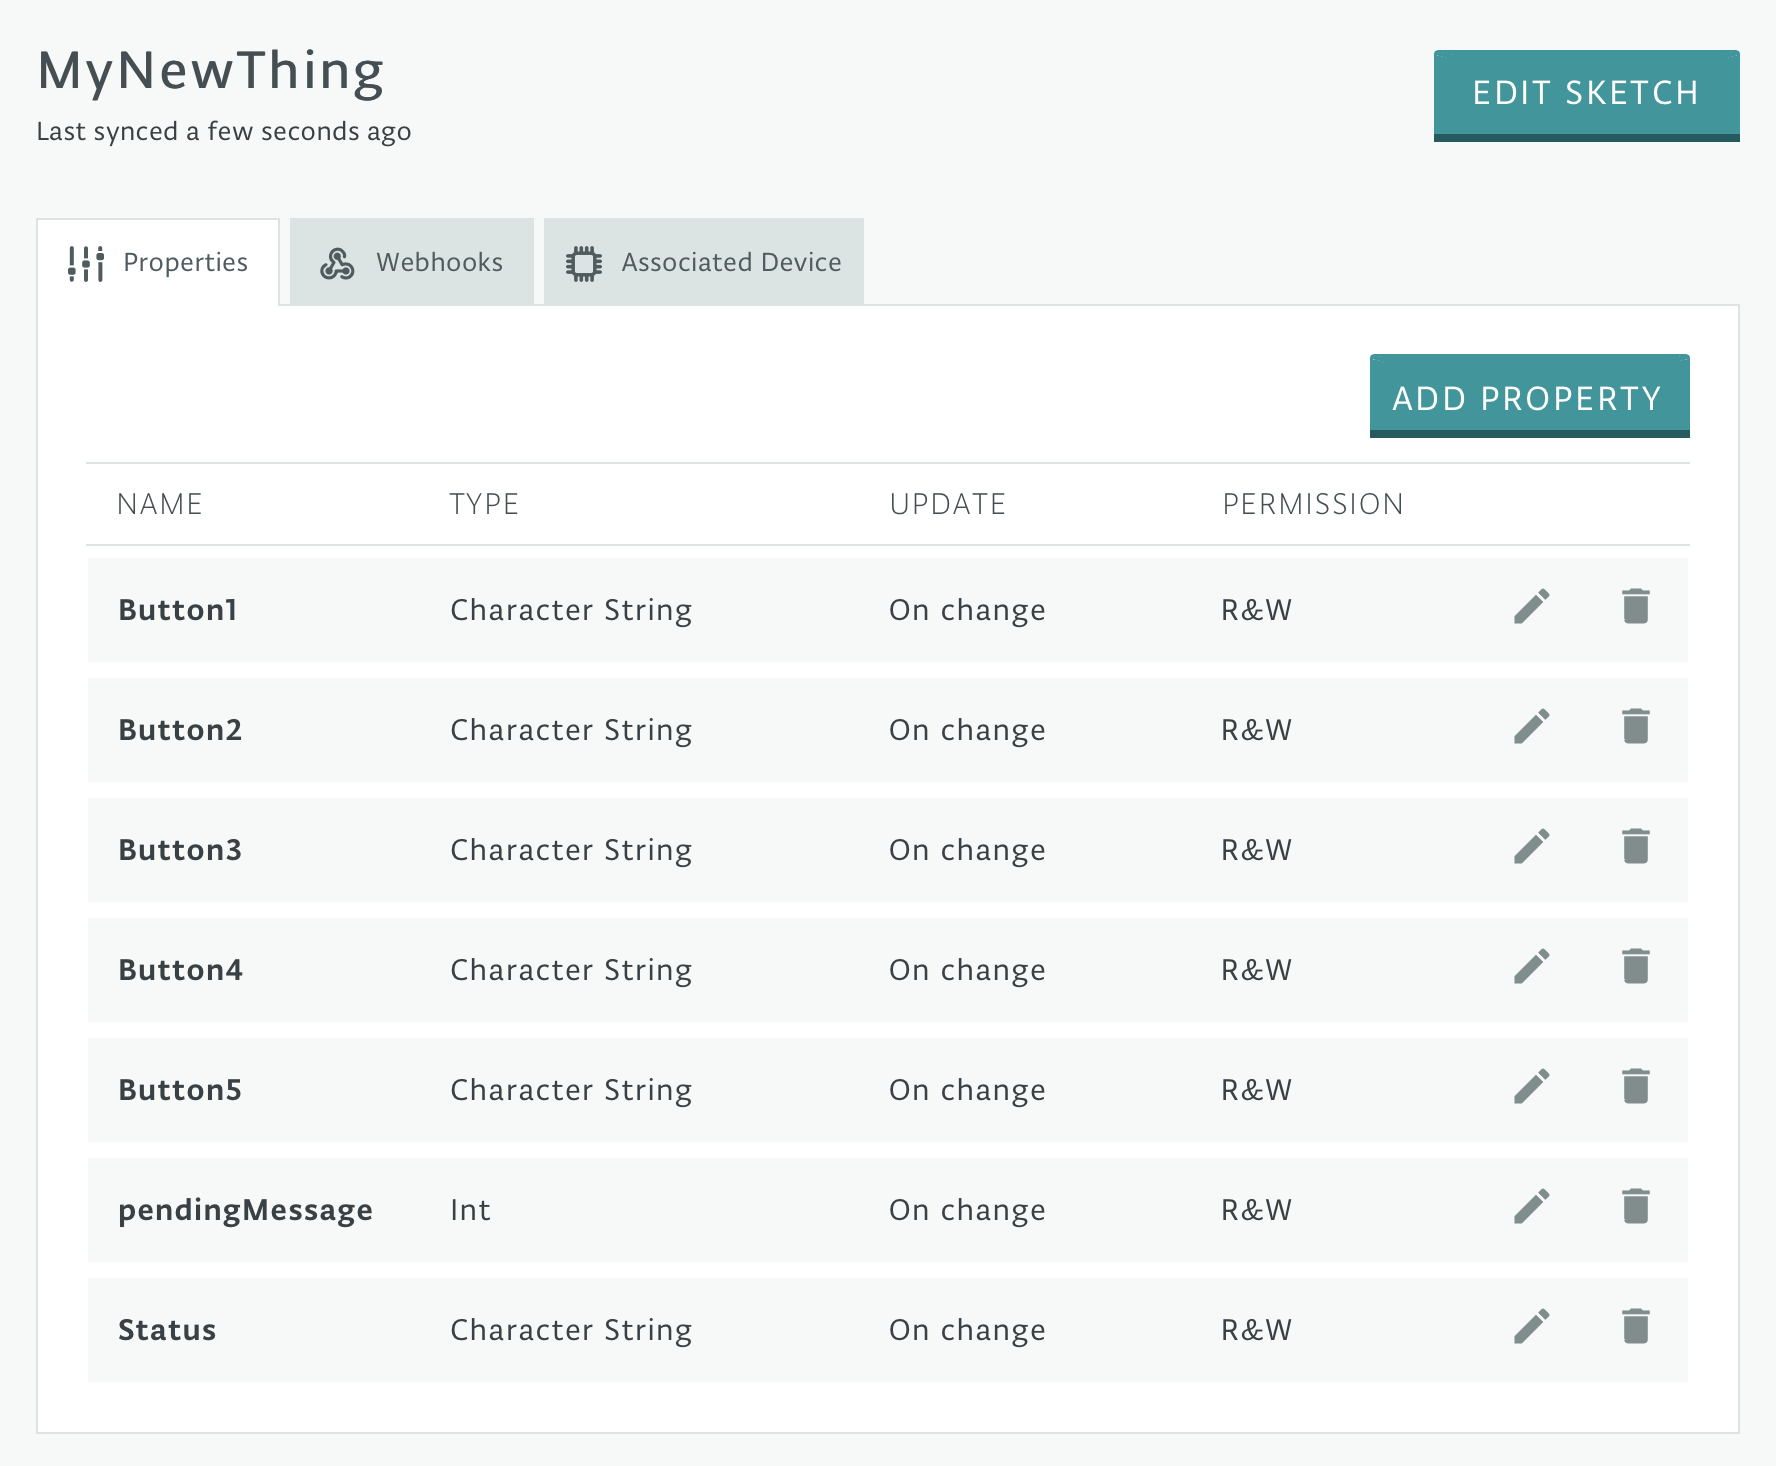 MyNewThing
EDIT SKETCH
Last synced a few seconds ago
Properties
Webhooks
Associated Device
ADD PROPERTY
NAME TYPE UPDATE PERMISSION
Button1 Character String On change R&W
Button2 Character String On change R&W
Button3 Character String On change R&W
Button4 Character String On change R&W
Button5 Character String On change R&W
pendingMessage Int On change R&W
Status Character String On change R&W